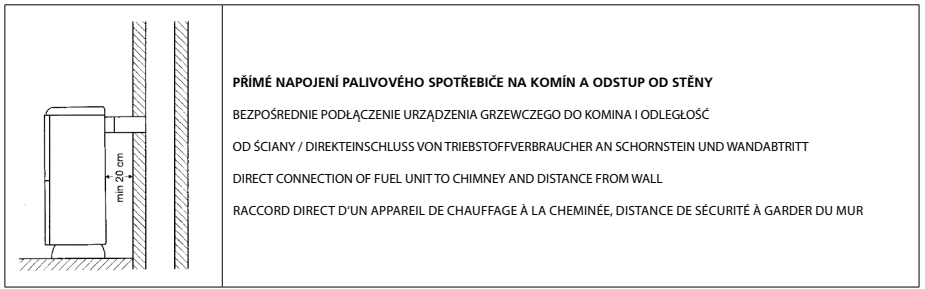 min 20 cm
PŘÍMÉ NAPOJENÍ PALIVOVÉHO SPOTŘEBIČE NA KOMÍN A ODSTUP OD STĚNY
BEZPOŚREDNIE PODŁĄCZENIE URZĄDZENIA GRZEWCZEGO DO KOMINA I ODLEGŁOŚĆ
OD ŚCIANY / DIREKTEINSCHLUSS VON TRIEBSTOFFVERBRAUCHER AN SCHORNSTEIN UND WANDABTRITT
DIRECT CONNECTION OF FUEL UNIT TO CHIMNEY AND DISTANCE FROM WALL
RACCORD DIRECT D'UN APPAREIL DE CHAUFFAGE À LA CHEMINÉE, DISTANCE DE SÉCURITÉ À GARDER DU MUR